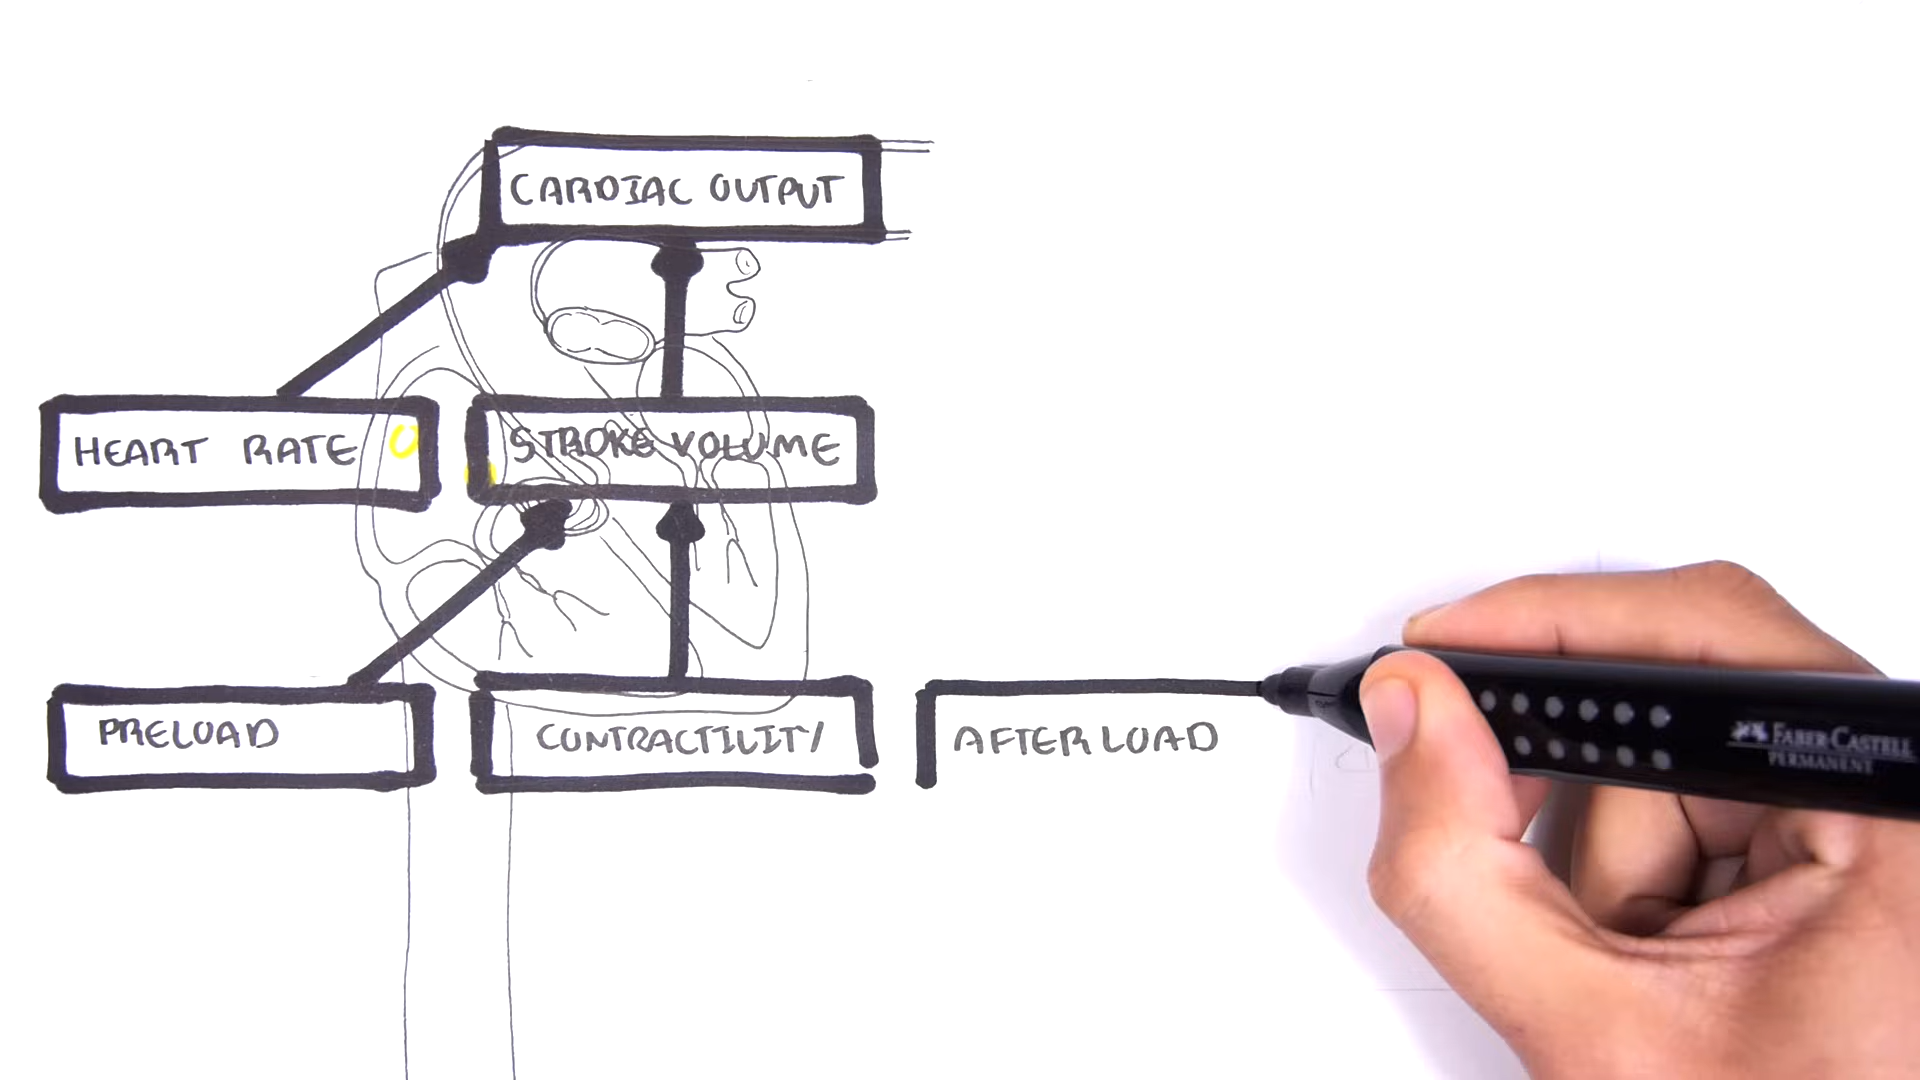 CARDIAC OUTPUT
HEART RATE
STROKE VOLUME
PRELOAD
CONTRACTILITY
AFTERLOAD
FABER-CASTELL
PERMANENT